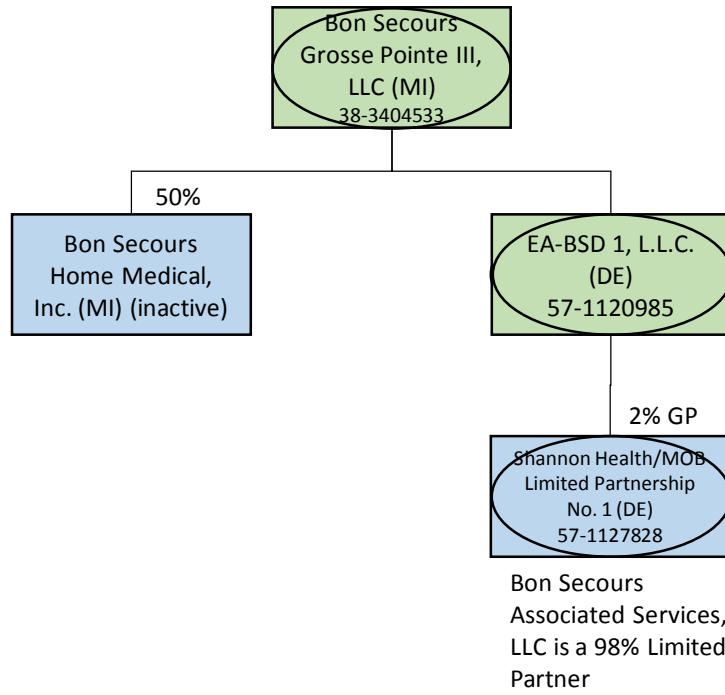 Bon Secours
Grosse Pointe III,
LLC (MI)
38-3404533
50%
Bon Secours
Home Medical,
Inc. (MI) (inactive)
EA-BSD 1, L.L.C.
(DE)
57-1120985
2% GP
Shannon Health/MOB
Limited Partnership
No. 1 (DE)
57-1127828
Bon Secours
Associated Services,
LLC is a 98% Limited
Partner